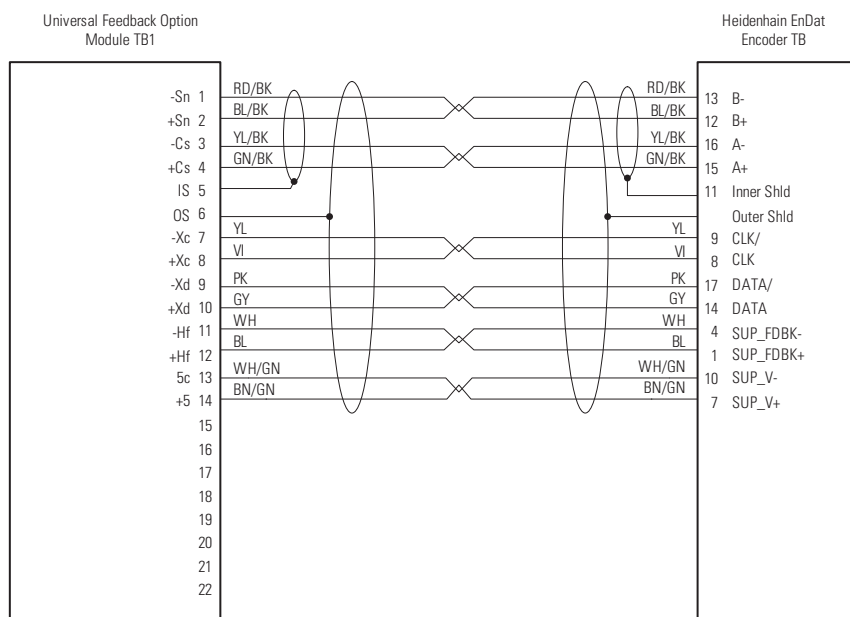 Universal Feedback Option
Module TB1
Heidenhain EnDat
Encoder TB
-Sn 1 RD/BK RD/BK 13 B-
+Sn 2 BL/BK BL/BK 12 B+
-Cs 3 YL/BK YL/BK 16 A-
+Cs 4 GN/BK GN/BK 15 A+
IS 5 11 Inner Shld
OS 6 Outer Shld
-Xc 7 YL YL 9 CLK/
+Xc 8 VI VI 8 CLK
-Xd 9 PK PK 17 DATA/
+Xd 10 GY GY 14 DATA
-Hf 11 WH WH 4 SUP_FDBK-
+Hf 12 BL BL 1 SUP_FDBK+
5c 13 WH/GN WH/GN 10 SUP_V-
+5 14 BN/GN BN/GN 7 SUP_V+
15
16
17
18
19
20
21
22